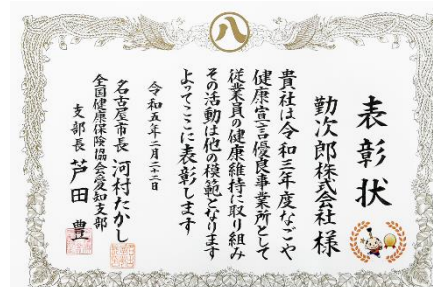 八
表彰状
勤次郎株式会社 様
貴社は令和三年度なごや
健康宣言優良事業所として
従業員の健康維持に取り組み
その活動は他の模範となります
よってここに表彰します
令和五年二月二十二日
名古屋市長 河村たかし
全国健康保険協会愛知支部
支部長 芦田 豊